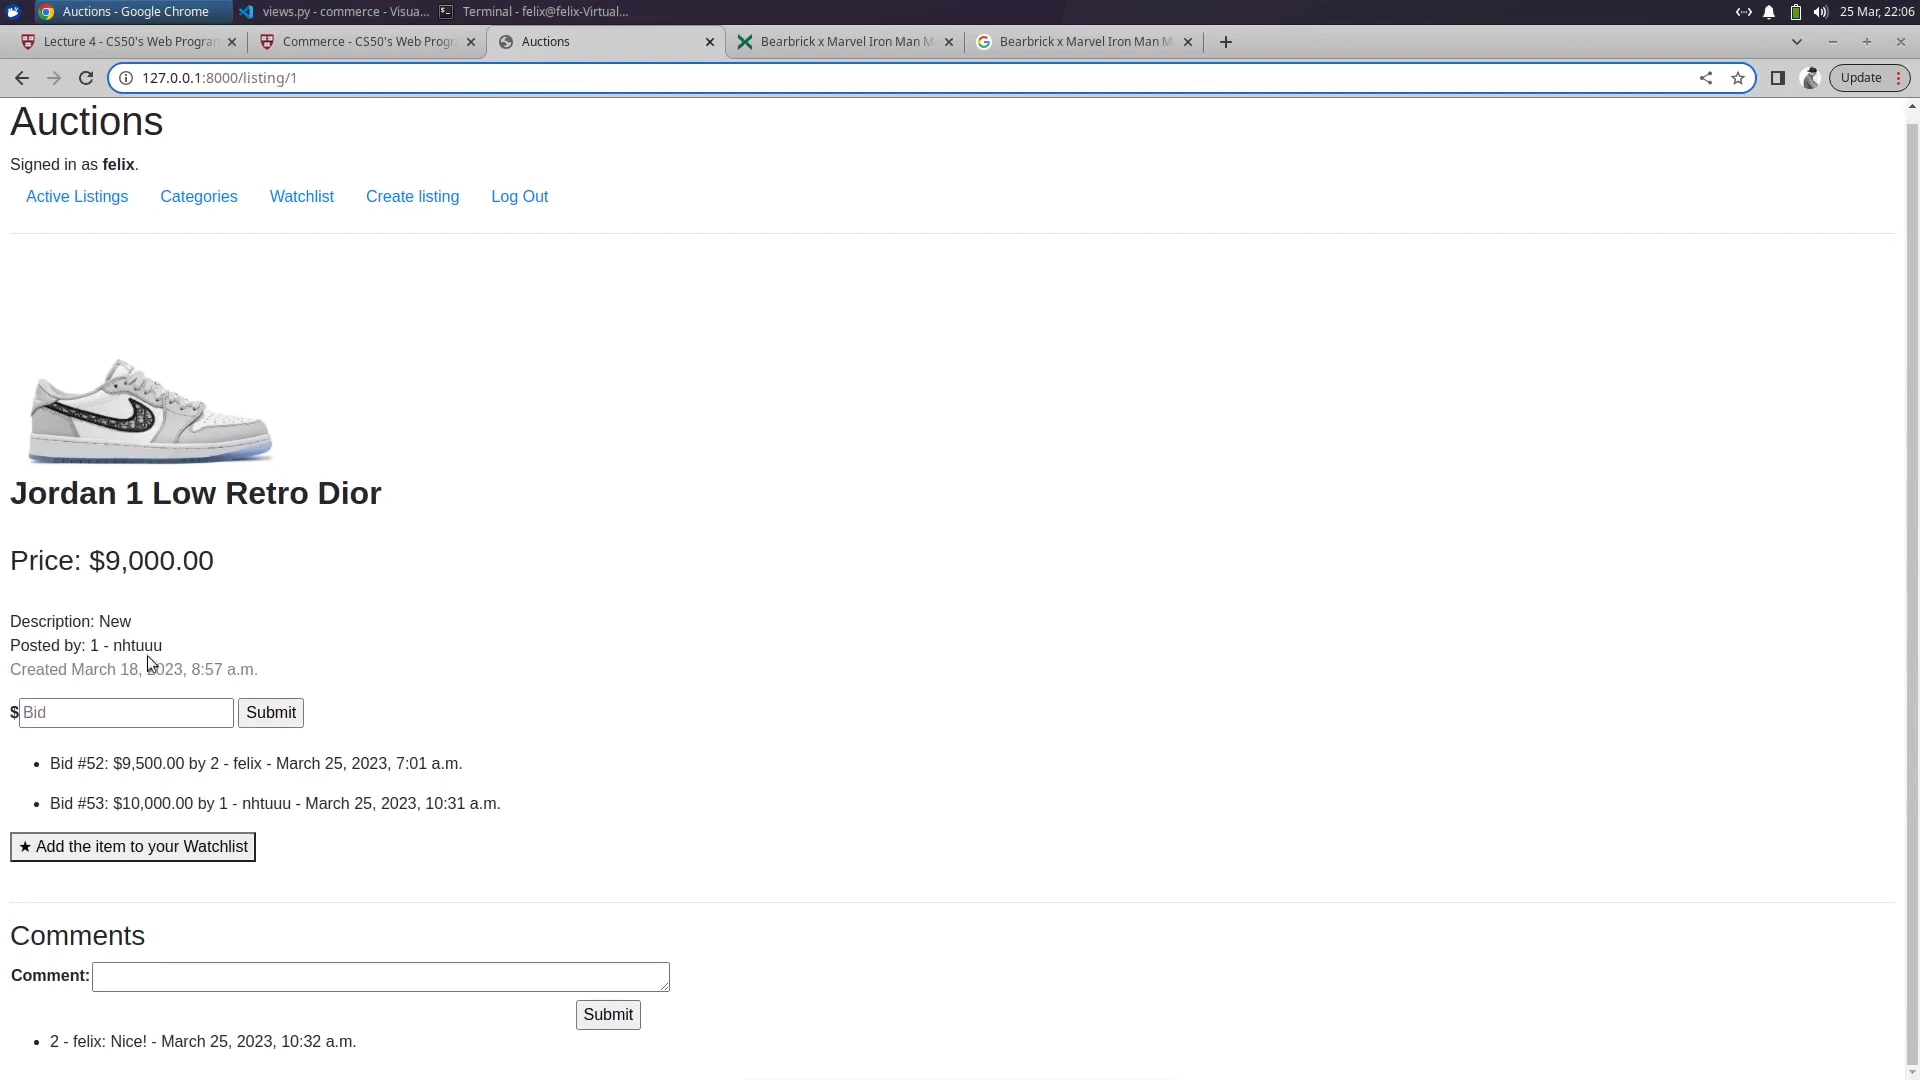 Auctions - Google Chrome
views.py - commerce - Visua...
Terminal - felix@felix-Virtual...
25 Mar, 22:06
Lecture 4 - CS50's Web Program
Commerce - CS50's Web Progr
Auctions
Bearbrick x Marvel Iron Man M
Bearbrick x Marvel Iron Man M
127.0.0.1:8000/listing/1
Update
Auctions
Signed in as felix.
Active Listings
Categories
Watchlist
Create listing
Log Out
Jordan 1 Low Retro Dior
Price: $9,000.00
Description: New
Posted by: 1 - nhtuuu
Created March 18, 2023, 8:57 a.m.
$ Bid Submit
• Bid #52: $9,500.00 by 2 - felix - March 25, 2023, 7:01 a.m.
• Bid #53: $10,000.00 by 1 - nhtuuu - March 25, 2023, 10:31 a.m.
★ Add the item to your Watchlist
Comments
Comment:
Submit
• 2 - felix: Nice! - March 25, 2023, 10:32 a.m.